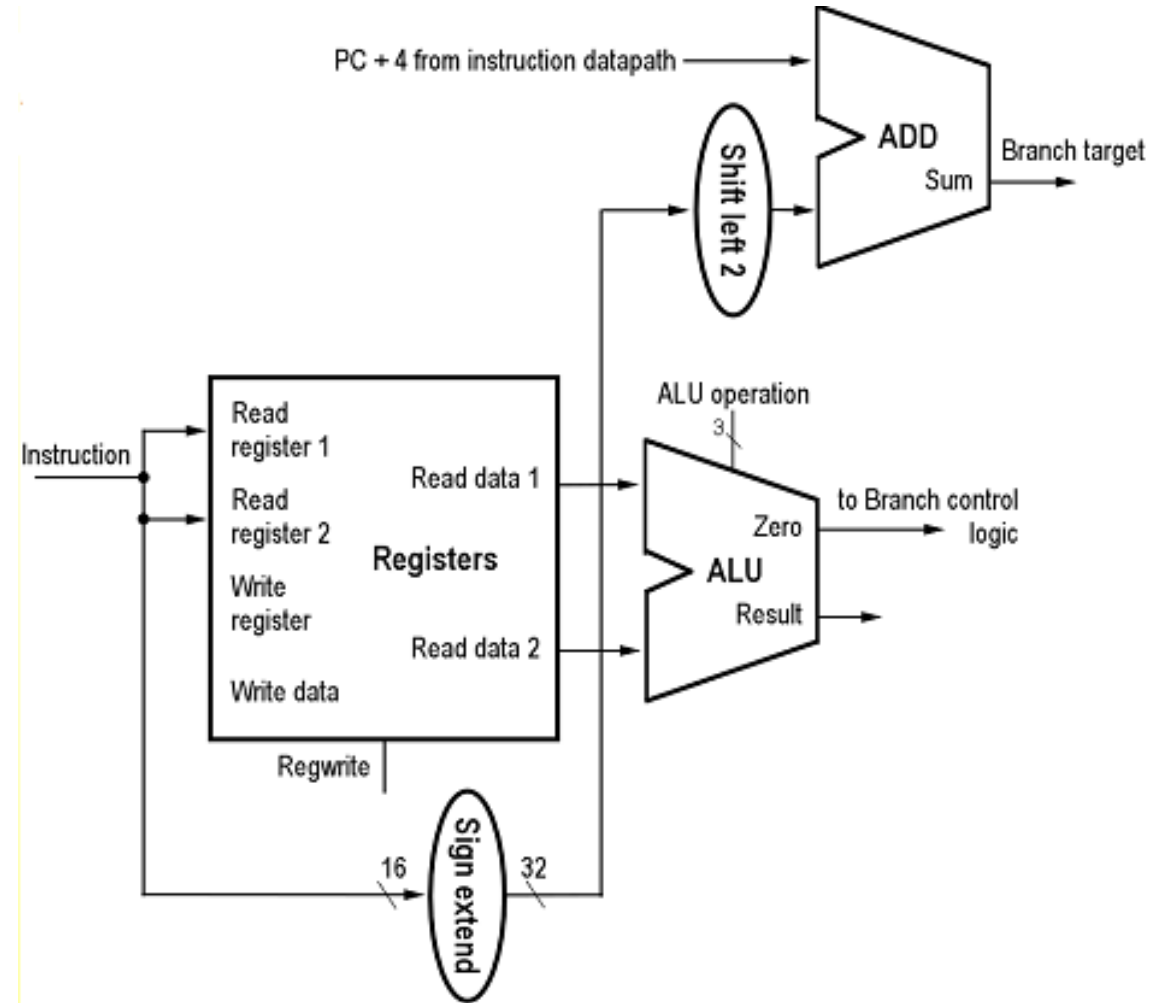 PC + 4 from instruction datapath
ADD
Sum
Branch target
Shift left 2
ALU operation
3
Instruction
Read
register 1
Read
register 2
Write
register
Write data
Registers
Read data 1
Read data 2
Zero
ALU
Result
to Branch control
logic
Regwrite
16
Sign extend
32